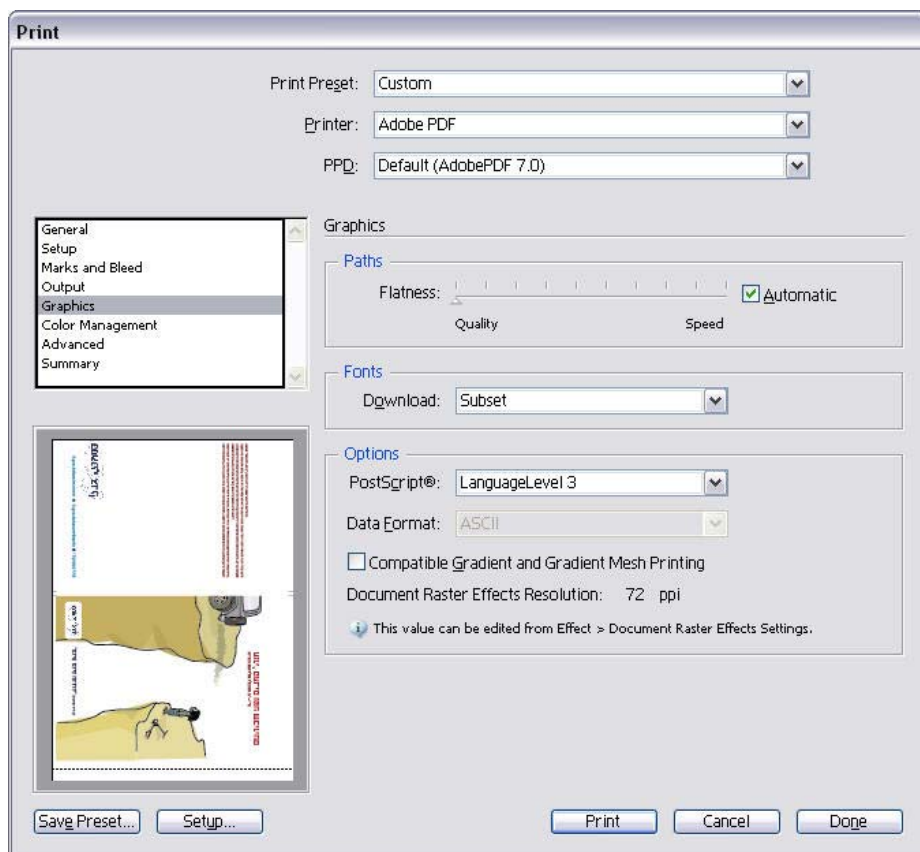 Print
Print Preset: Custom
Printer: Adobe PDF
PPD: Default (AdobePDF 7.0)
General
Setup
Marks and Bleed
Output
Graphics
Color Management
Advanced
Summary
Graphics
Paths
Flatness:
Automatic
Quality
Speed
Fonts
Download: Subset
Options
PostScript®: LanguageLevel 3
Data Format: ASCII
Compatible Gradient and Gradient Mesh Printing
Document Raster Effects Resolution: 72 ppi
This value can be edited from Effect > Document Raster Effects Settings.
Save Preset...
Setup...
Print
Cancel
Done